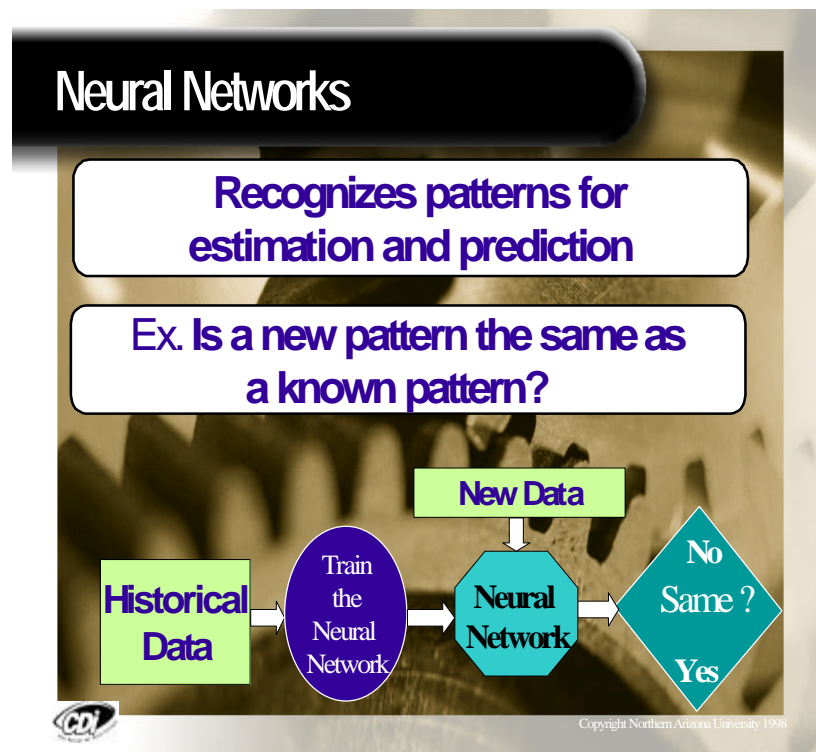 Neural Networks
Recognizes patterns for
estimation and prediction
Ex. Is a new pattern the same as
a known pattern?
New Data
Historical
Data
Train
the
Neural
Network
Neural
Network
No
Same ?
Yes
CDi
Copyright Northern Arizona University 1998